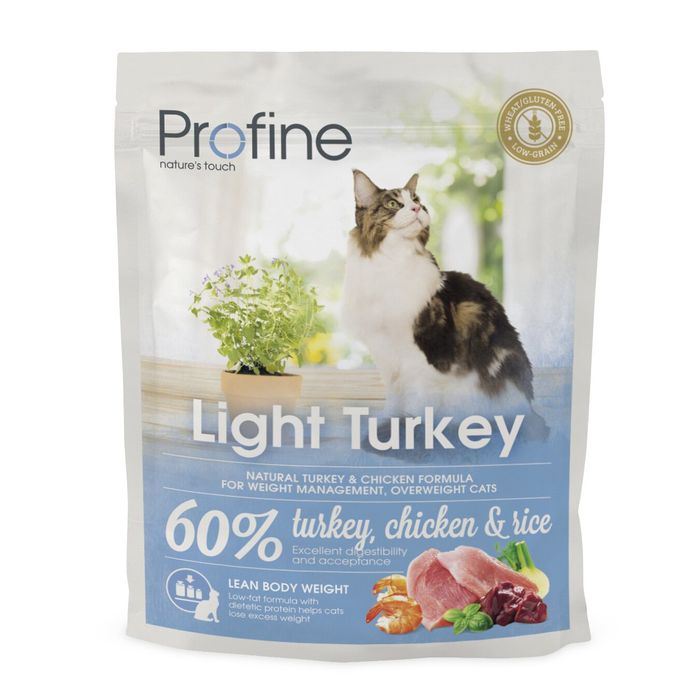 Profine
nature's touch
WHEAT/GLUTEN-FREE
LOW-GRAIN
Light Turkey
NATURAL TURKEY & CHICKEN FORMULA
FOR WEIGHT MANAGEMENT, OVERWEIGHT CATS
60% turkey, chicken & rice
Excellent digestibility
and acceptance
LEAN BODY WEIGHT
Low-fat formula with
dietetic protein helps cats
lose excess weight